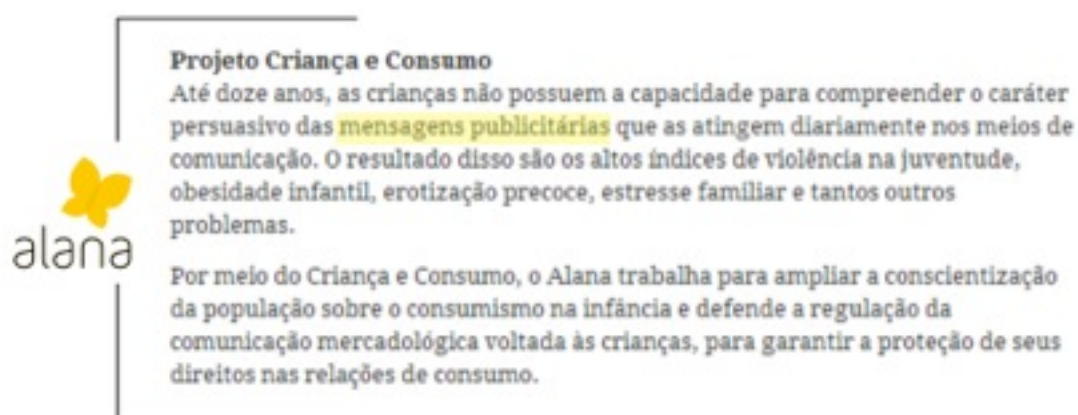 Projeto Criança e Consumo
Até doze anos, as crianças não possuem a capacidade para compreender o caráter
persuasivo das mensagens publicitárias que as atingem diariamente nos meios de
comunicação. O resultado disso são os altos índices de violência na juventude,
obesidade infantil, erotização precoce, estresse familiar e tantos outros
problemas.
alana
Por meio do Criança e Consumo, o Alana trabalha para ampliar a conscientização
da população sobre o consumismo na infância e defende a regulação da
comunicação mercadológica voltada às crianças, para garantir a proteção de seus
direitos nas relações de consumo.